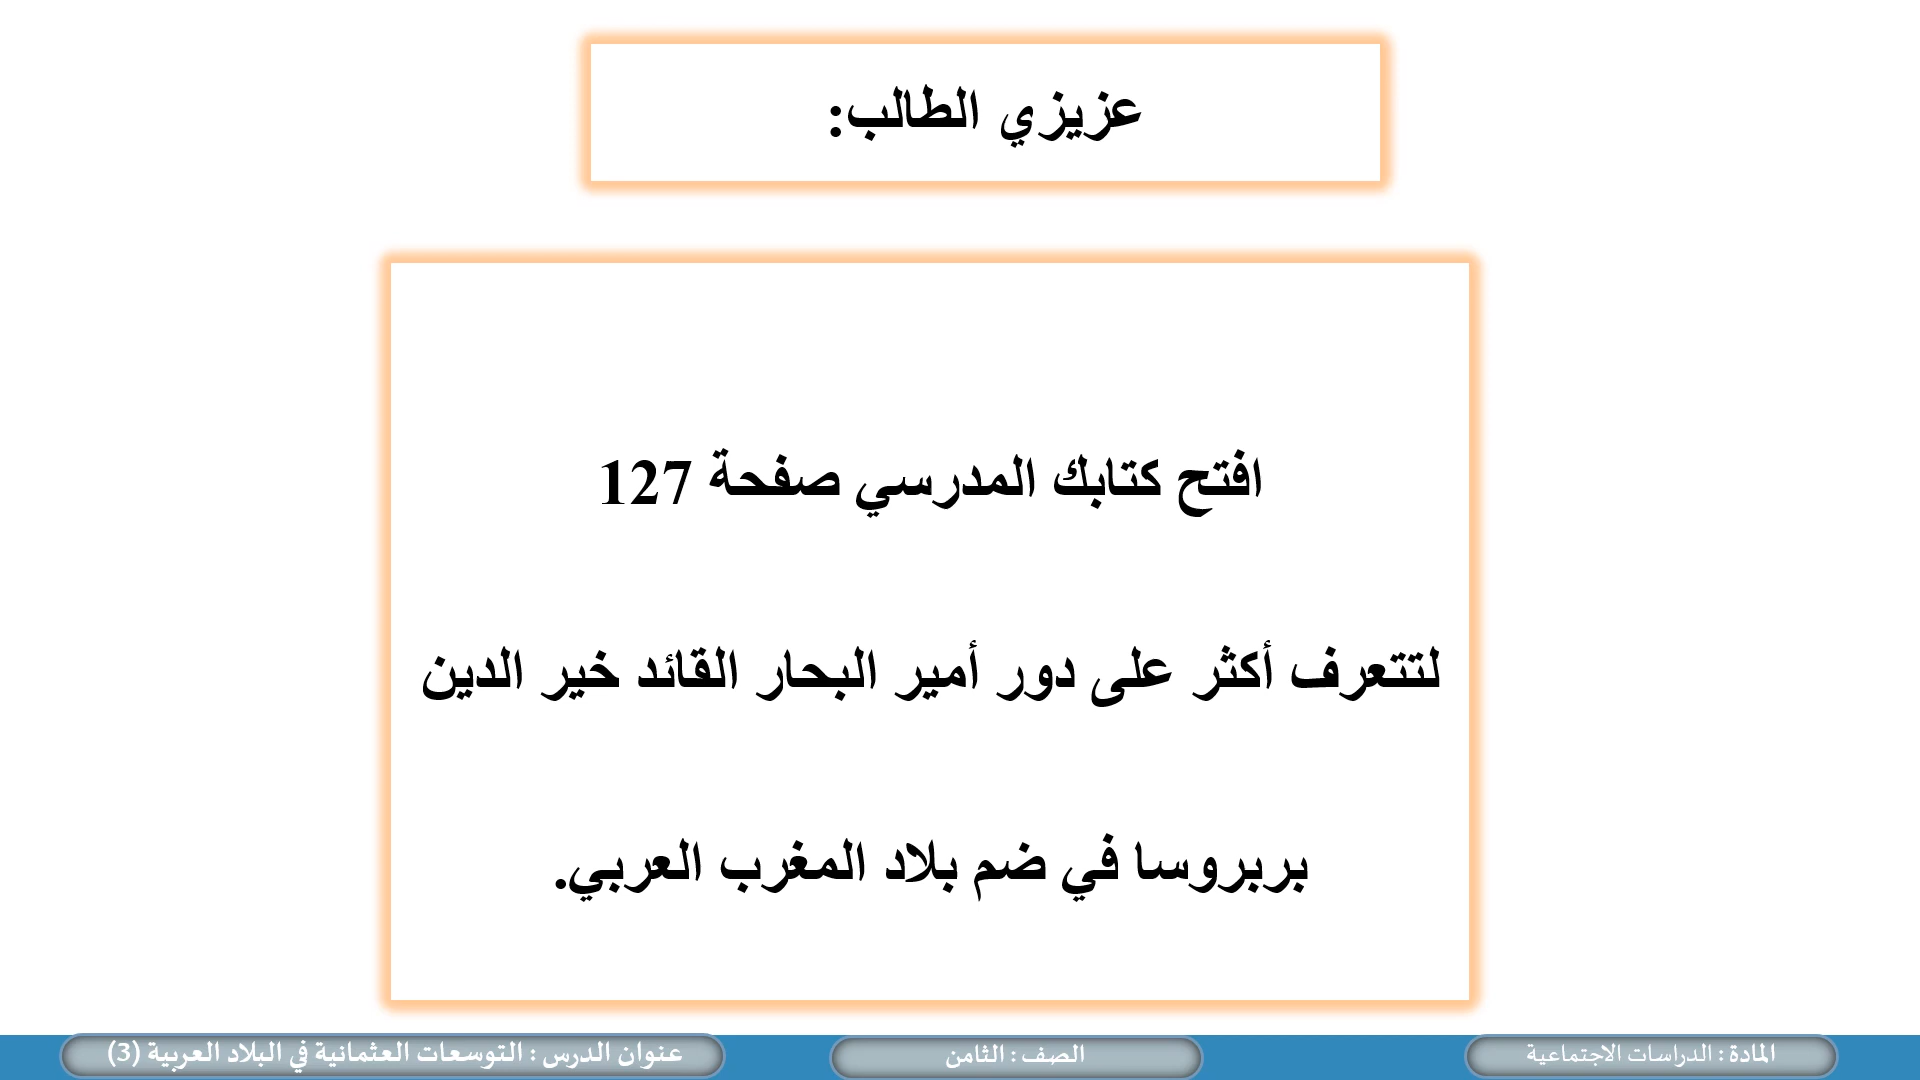 عزيزي الطالب:
افتح كتابك المدرسي صفحة 127
لتتعرف أكثر على دور أمير البحار القائد خير الدين
بربروسا في ضم بلاد المغرب العربي.
المادة : الدراسات الاجتماعية
الصف : الثامن
عنوان الدرس : التوسعات العثمانية في البلاد العربية (3)